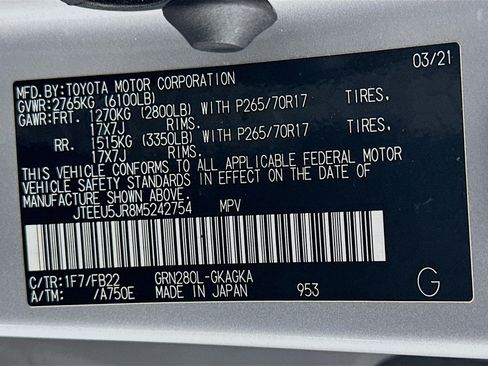 MFD.BY:TOYOTA MOTOR CORPORATION 03/21
GVWR:2765KG (6100LB)
GAWR:FRT. 1270KG (2800LB) WITH P265/70R17 TIRES,
17X7J RIMS.
RR. 1515KG (3350LB) WITH P265/70R17 TIRES,
17X7J RIMS.
THIS VEHICLE CONFORMS TO ALL APPLICABLE FEDERAL MOTOR
VEHICLE SAFETY STANDARDS IN EFFECT ON THE DATE OF
MANUFACTURE SHOWN ABOVE.
JTEEU5JR8M5242754 MPV
C/TR:1F7/FB22 GRN280L-GKAGKA
A/TM: /A750E MADE IN JAPAN 953 G